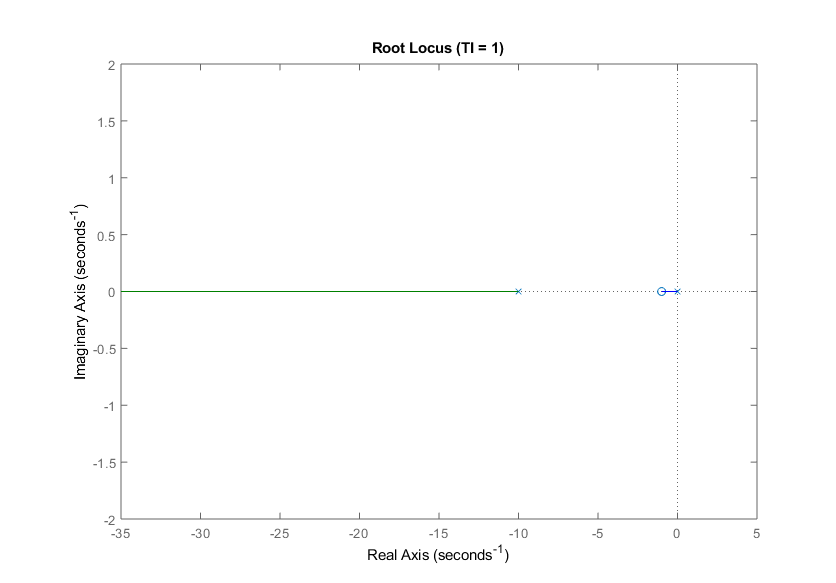 Root Locus (TI = 1)
2
1.5
1
0.5
0
-0.5
-1
-1.5
-2
Imaginary Axis (seconds⁻¹)
-35 -30 -25 -20 -15 -10 -5 0 5
Real Axis (seconds⁻¹)